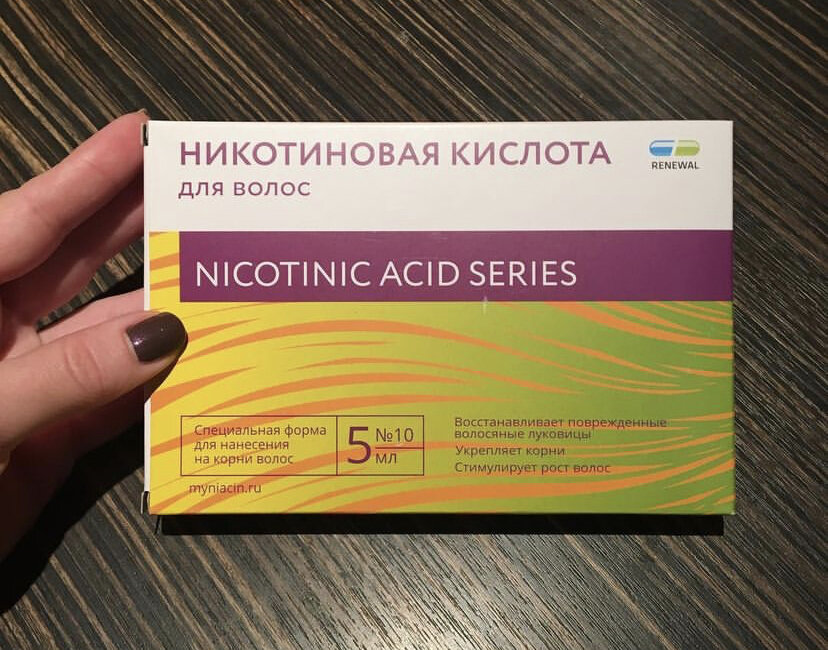 НИКОТИНОВАЯ КИСЛОТА
ДЛЯ ВОЛОС
RENEWAL
NICOTINIC ACID SERIES
Специальная форма
для нанесения
на корни волос
5 №10
мл
Восстанавливает поврежденные
волосяные луковицы
Укрепляет корни
Стимулирует рост волос
myniacin.ru